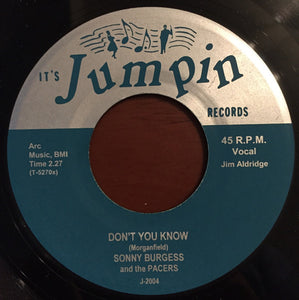 IT'S
Jumpin
RECORDS
Arc
Music, BMI
Time 2.27
(T-5270x)
45 R.P.M.
Vocal
Jim Aldridge
DON'T YOU KNOW
(Morganfield)
SONNY BURGESS
and the PACERS
J-2004